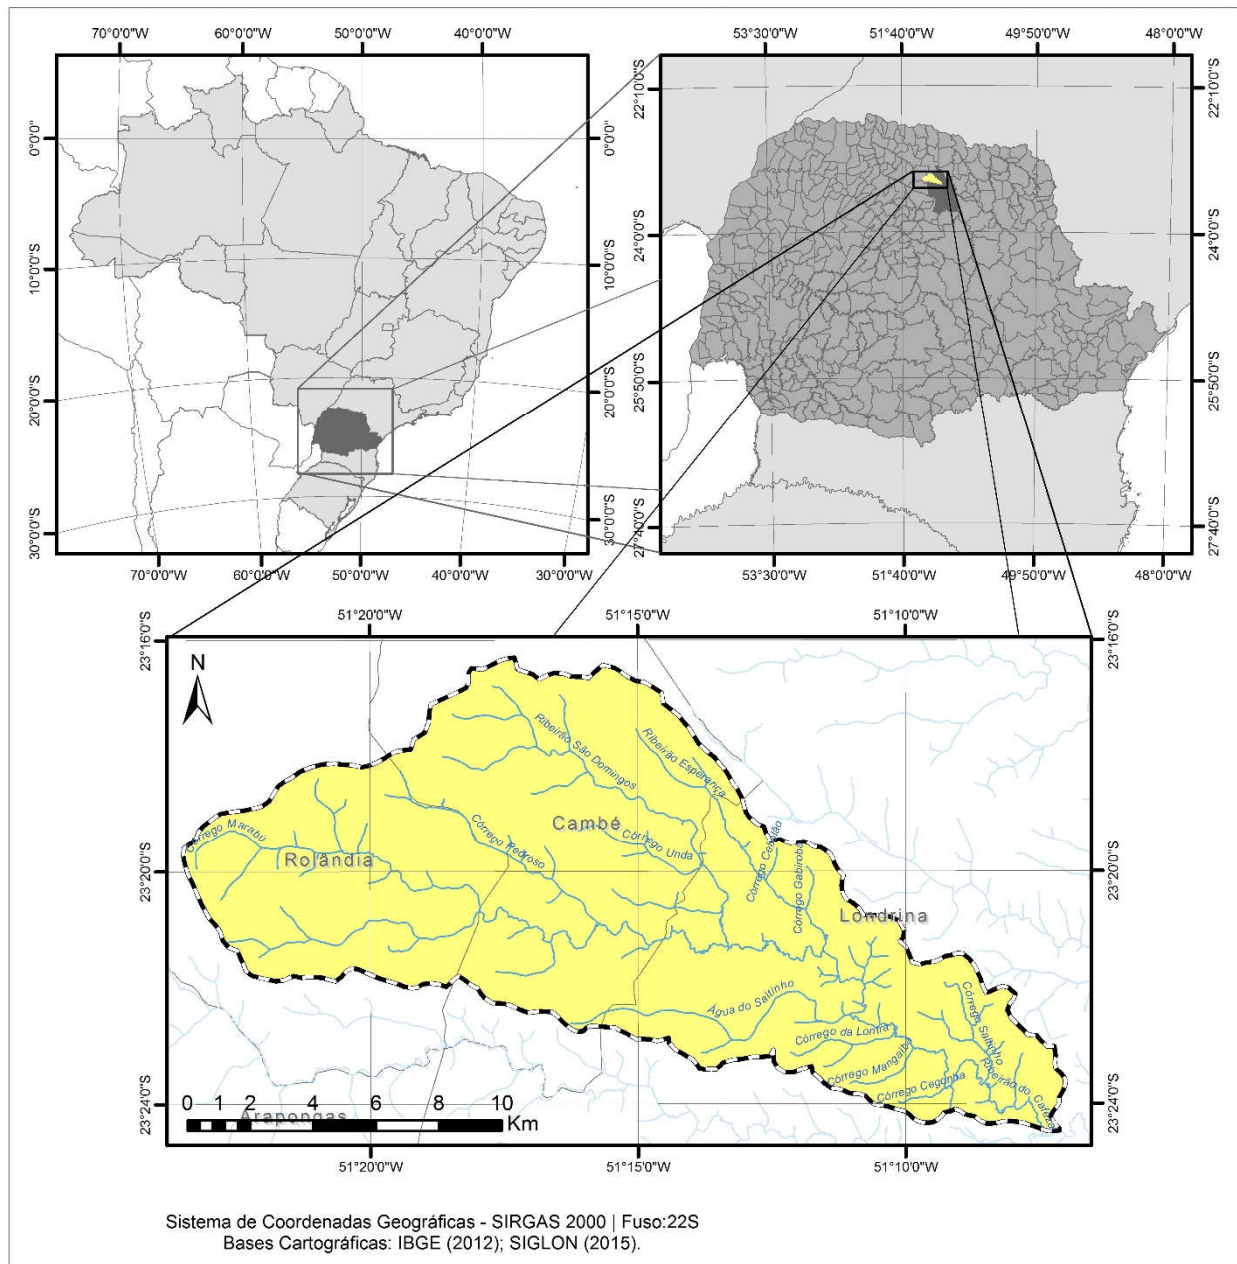 70°0'0"W 60°0'0"W 50°0'0"W 40°0'0"W
53°30'0"W 51°40'0"W 49°50'0"W 48°0'0"W
0°0'0"
10°0'0"S
20°0'0"S
30°0'0"S
0°0'0"
10°0'0"S
20°0'0"S
30°0'0"S
22°10'0"S
24°0'0"S
25°50'0"S
27°40'0"S
22°10'0"S
24°0'0"S
25°50'0"S
27°40'0"S
70°0'0"W 60°0'0"W 50°0'0"W 40°0'0"W 30°0'0"W
53°30'0"W 51°40'0"W 49°50'0"W 48°0'0"W
51°20'0"W 51°15'0"W 51°10'0"W
23°16'0"S
23°20'0"S
23°24'0"S
23°16'0"S
23°20'0"S
23°24'0"S
N
Ribeirão São Domingos
Ribeirão Esperança
Córrego Marabú
Rolândia
Córrego Pedroso
Cambé
Córrego Unda
Córrego Cebolão
Córrego Gabiroba
Londrina
Água do Saltinho
Córrego da Lontra
Córrego Mangaíba
Córrego Cegonha
Córrego Saltinho
Ribeirão do Cafezal
Arapongas
0 1 2 4 6 8 10
Km
51°20'0"W 51°15'0"W 51°10'0"W
Sistema de Coordenadas Geográficas - SIRGAS 2000 | Fuso:22S
Bases Cartográficas: IBGE (2012); SIGLON (2015).